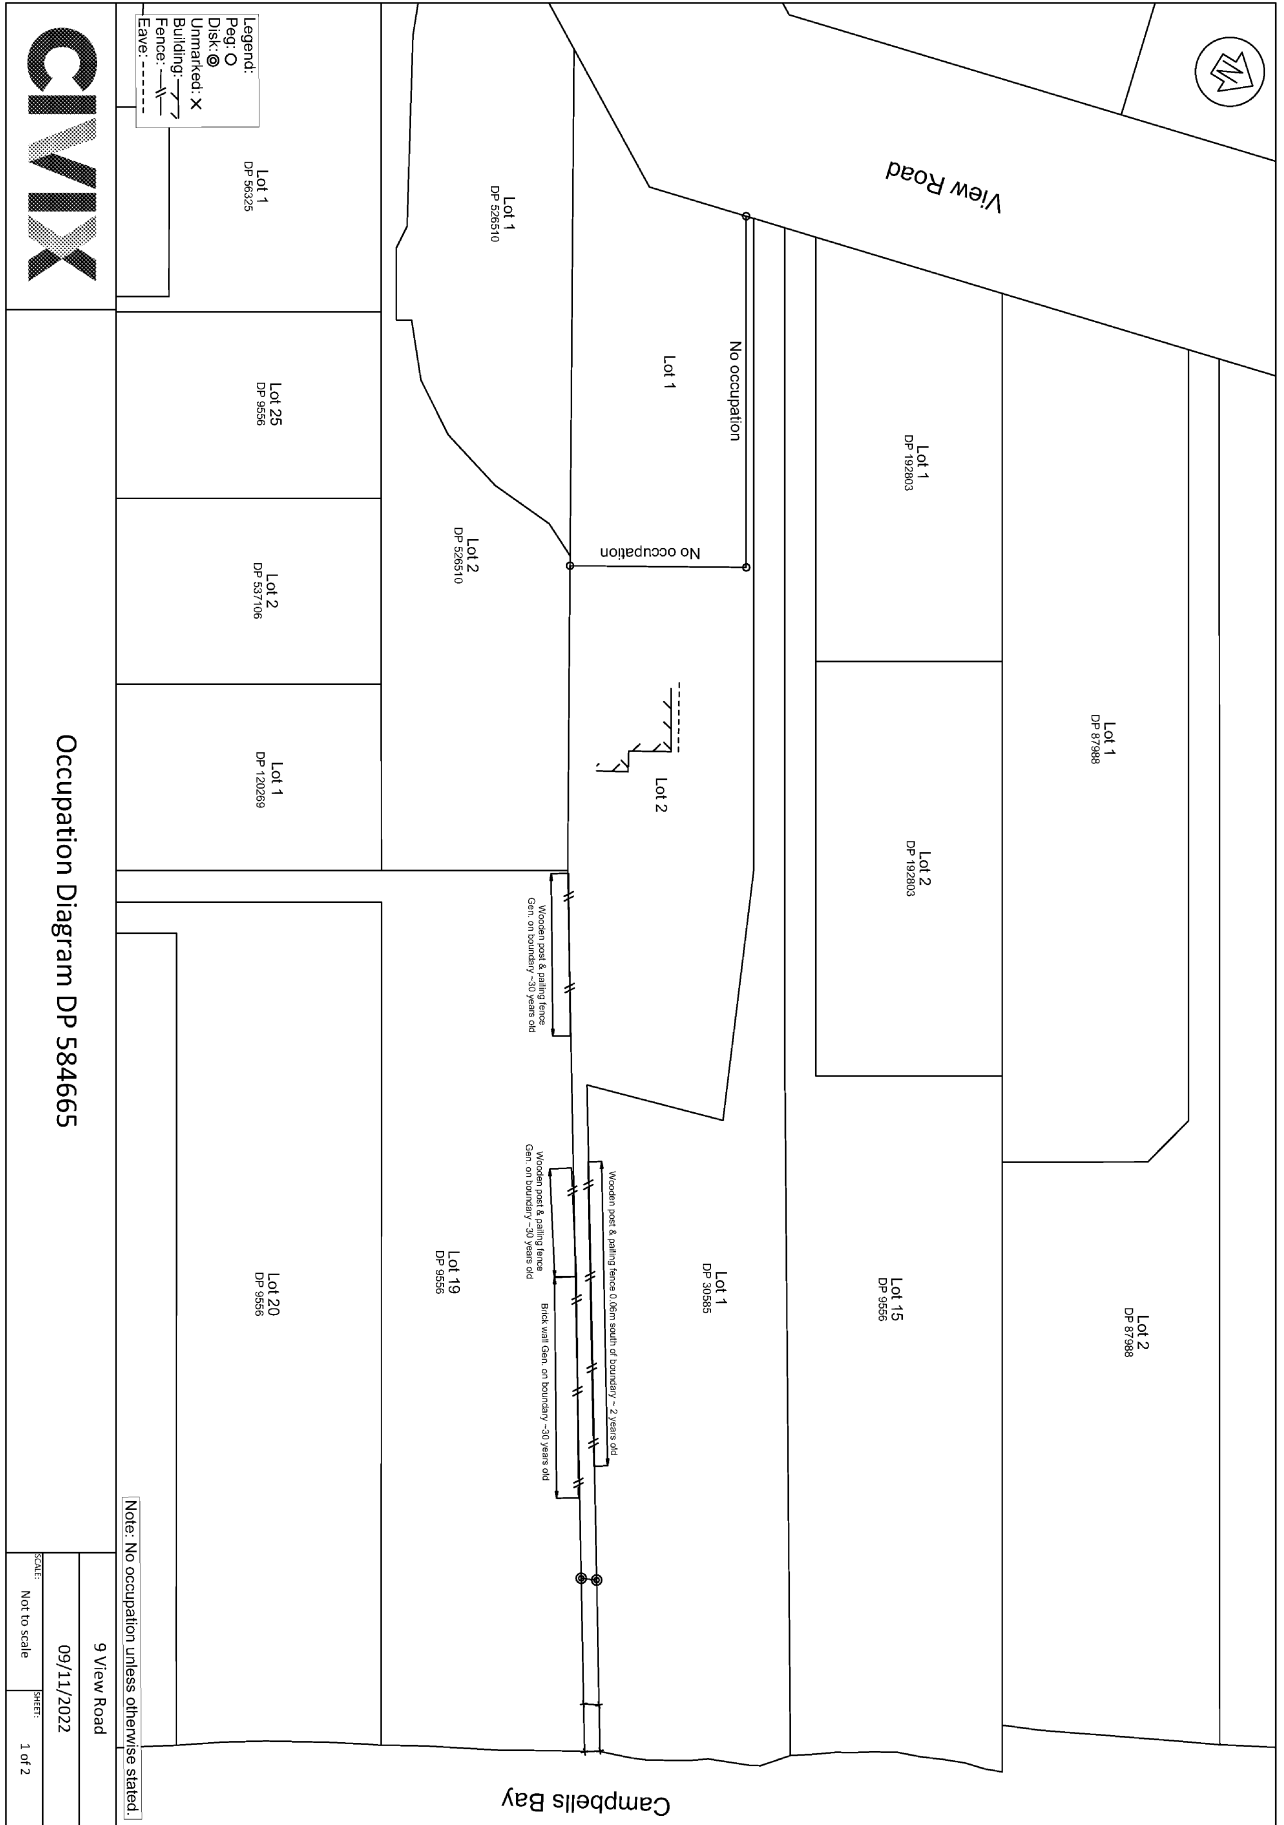 Legend:
Peg:
Disk:
Unmarked: X
Building:
Fence:
Eave:
View Road
N
Lot 1
DP 87988
Lot 2
DP 87988
Lot 1
DP 192803
Lot 2
DP 192803
Lot 15
DP 9556
No occupation
Lot 1
No occupation
Lot 2
Lot 1
DP 30585
Wooden post & pailing fence 0.06m south of boundary ~ 2 years old
Wooden post & pailing fence
Gen. on boundary ~30 years old
Wooden post & pailing fence
Gen. on boundary ~30 years old
Brick wall Gen. on boundary ~30 years old
Lot 1
DP 526510
Lot 2
DP 526510
Lot 19
DP 9556
Lot 1
DP 56325
Lot 25
DP 9556
Lot 2
DP 537106
Lot 1
DP 120269
Lot 20
DP 9556
Campbells Bay
Note: No occupation unless otherwise stated.
CIVIX
Occupation Diagram DP 584665
9 View Road
09/11/2022
SCALE:
Not to scale
SHEET:
1 of 2